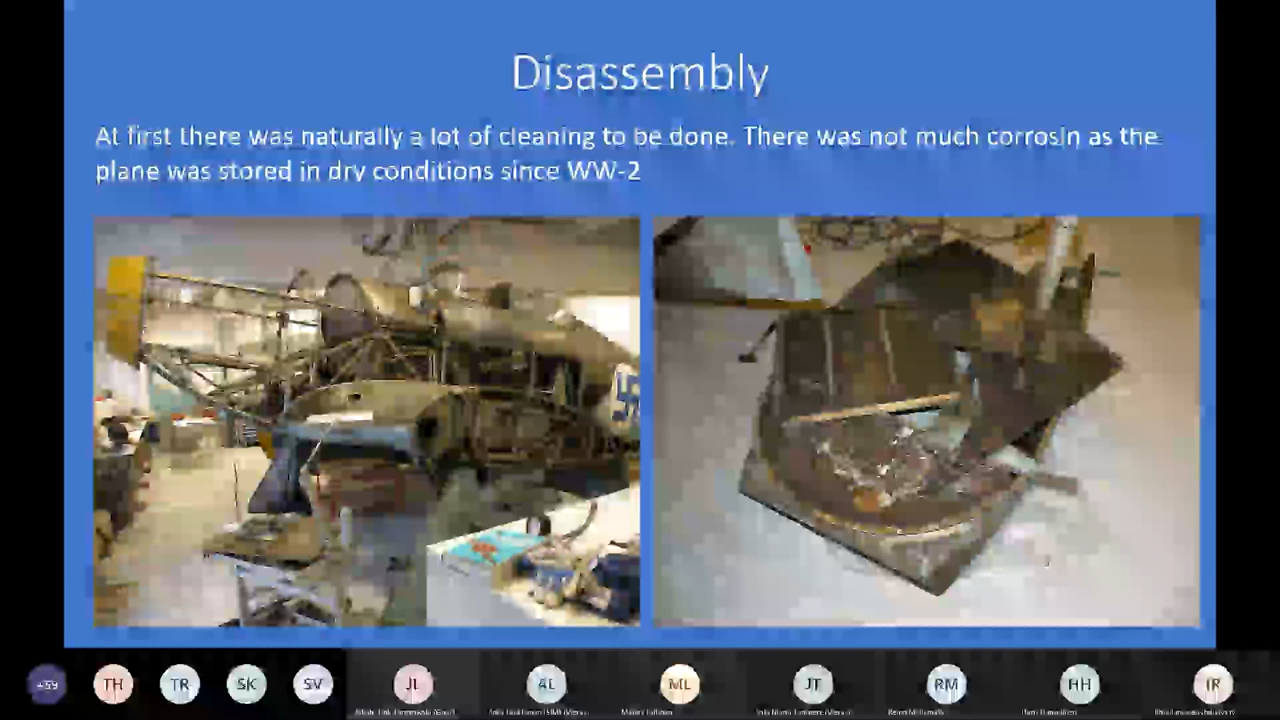 Disassembly
At first there was naturally a lot of cleaning to be done. There was not much corrosin as the
plane was stored in dry conditions since WW-2
+59 TH TR SK SV JL AL ML JT RM HH IR